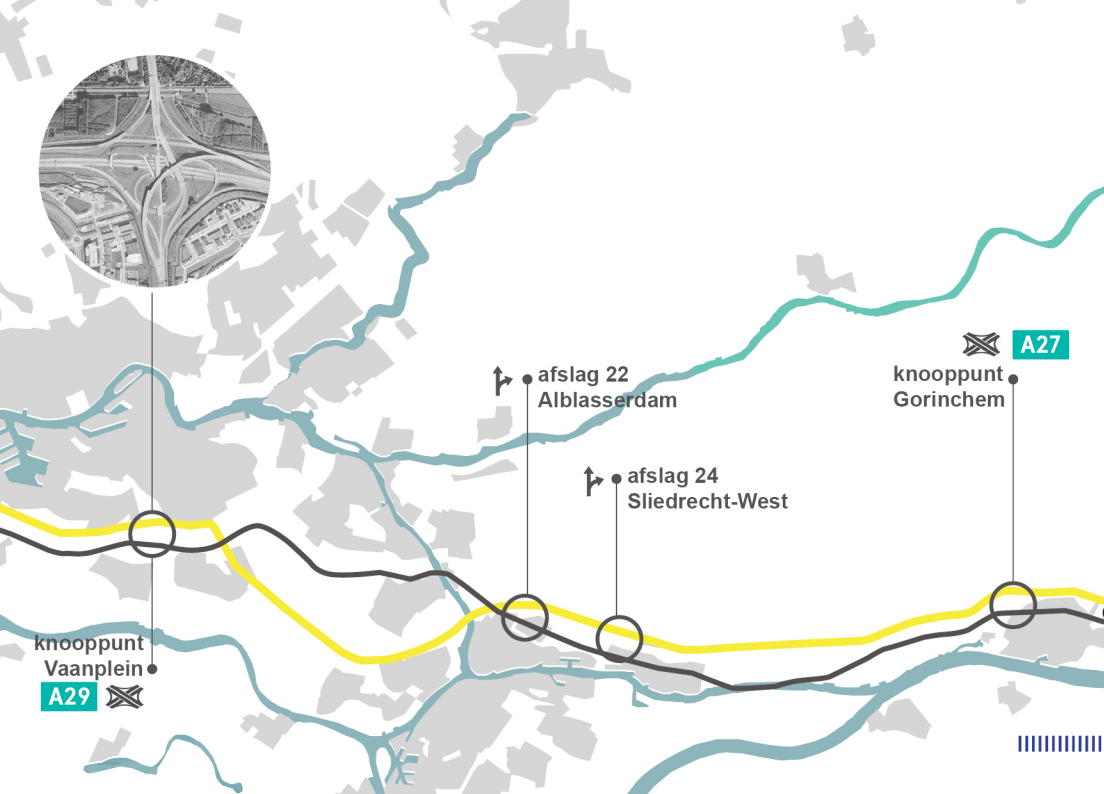 A27
knooppunt
Gorinchem
afslag 22
Alblasserdam
afslag 24
Sliedrecht-West
knooppunt
Vaanplein
A29